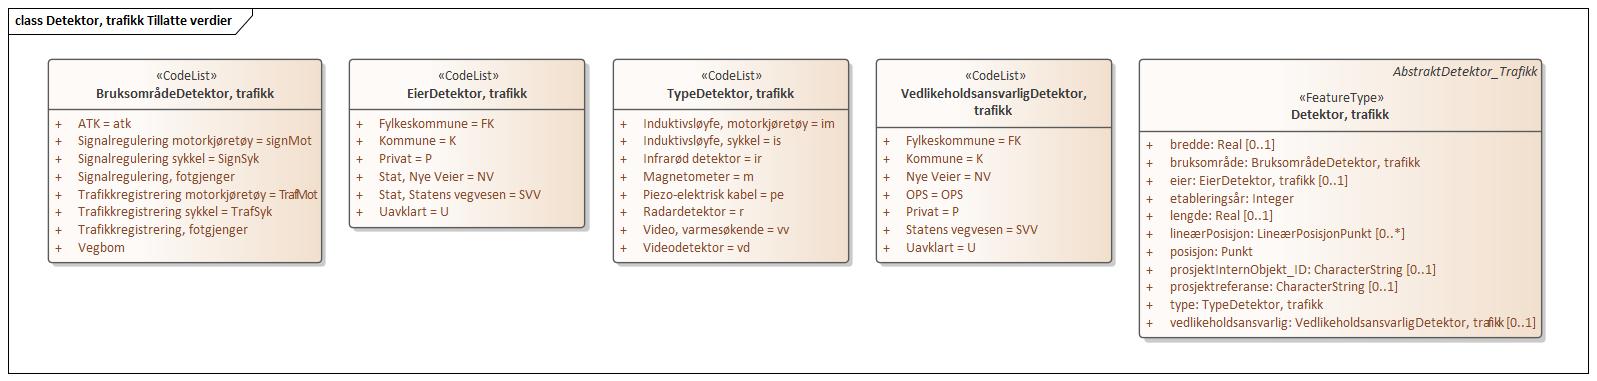 class Detektor, trafikk Tillatte verdier
«CodeList»
BruksområdeDetektor, trafikk
+ ATK = atk
+ Signalregulering motorkjøretøy = signMot
+ Signalregulering sykkel = SignSyk
+ Signalregulering, fotgjenger
+ Trafikkregistrering motorkjøretøy = TrafMot
+ Trafikkregistrering sykkel = TrafSyk
+ Trafikkregistrering, fotgjenger
+ Vegbom
«CodeList»
EierDetektor, trafikk
+ Fylkeskommune = FK
+ Kommune = K
+ Privat = P
+ Stat, Nye Veier = NV
+ Stat, Statens vegvesen = SVV
+ Uavklart = U
«CodeList»
TypeDetektor, trafikk
+ Induktivsløyfe, motorkjøretøy = im
+ Induktivsløyfe, sykkel = is
+ Infrarød detektor = ir
+ Magnetometer = m
+ Piezo-elektrisk kabel = pe
+ Radardetektor = r
+ Video, varmesøkende = vv
+ Videodetektor = vd
«CodeList»
VedlikeholdsansvarligDetektor,
trafikk
+ Fylkeskommune = FK
+ Kommune = K
+ Nye Veier = NV
+ OPS = OPS
+ Privat = P
+ Statens vegvesen = SVV
+ Uavklart = U
AbstraktDetektor_Trafikk
«FeatureType»
Detektor, trafikk
+ bredde: Real [0..1]
+ bruksområde: BruksområdeDetektor, trafikk
+ eier: EierDetektor, trafikk [0..1]
+ etableringsår: Integer
+ lengde: Real [0..1]
+ lineærPosisjon: LineærPosisjonPunkt [0..*]
+ posisjon: Punkt
+ prosjektInternObjekt_ID: CharacterString [0..1]
+ prosjektreferanse: CharacterString [0..1]
+ type: TypeDetektor, trafikk
+ vedlikeholdsansvarlig: VedlikeholdsansvarligDetektor, trafikk [0..1]